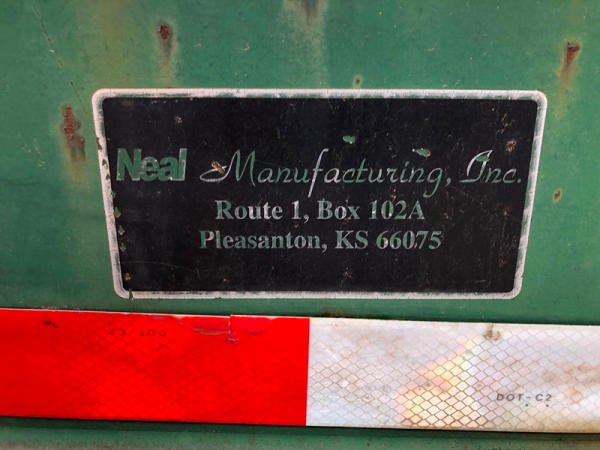 Neal Manufacturing, Inc.
Route 1, Box 102A
Pleasanton, KS 66075
DOT-C2